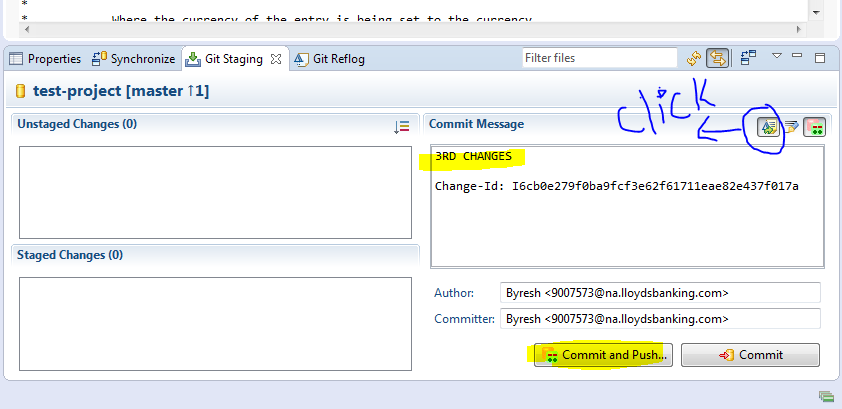 *
* Where the currency of the entry is being set to the currency
Properties Synchronize Git Staging Git Reflog Filter files
test-project [master ↑1]
Unstaged Changes (0)
Commit Message
click
3RD CHANGES
Change-Id: I6cb0e279f0ba9fcf3e62f61711eae82e437f017a
Staged Changes (0)
Author: Byresh <9007573@na.lloydsbanking.com>
Committer: Byresh <9007573@na.lloydsbanking.com>
Commit and Push... Commit